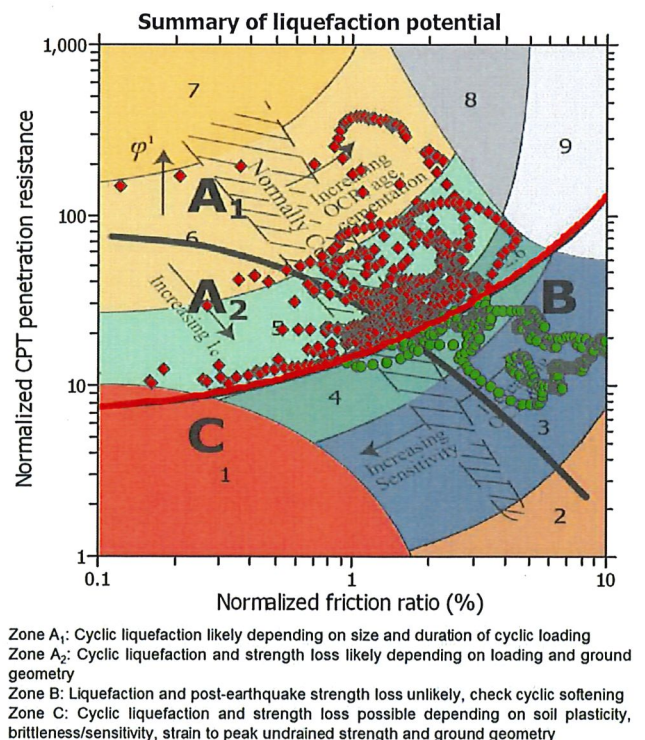 Summary of liquefaction potential
1,000
100
10
1
Normalized CPT penetration resistance
7
8
9
φ¹
A₁
Normally
Increasing
OCR, age,
cementation
6
A₂
Increasing Ic
5
B
4
3
C
1
Increasing
Sensitivity
2
0.1
1
10
Normalized friction ratio (%)
Zone A₁: Cyclic liquefaction likely depending on size and duration of cyclic loading
Zone A₂: Cyclic liquefaction and strength loss likely depending on loading and ground
geometry
Zone B: Liquefaction and post-earthquake strength loss unlikely, check cyclic softening
Zone C: Cyclic liquefaction and strength loss possible depending on soil plasticity,
brittleness/sensitivity, strain to peak undrained strength and ground geometry